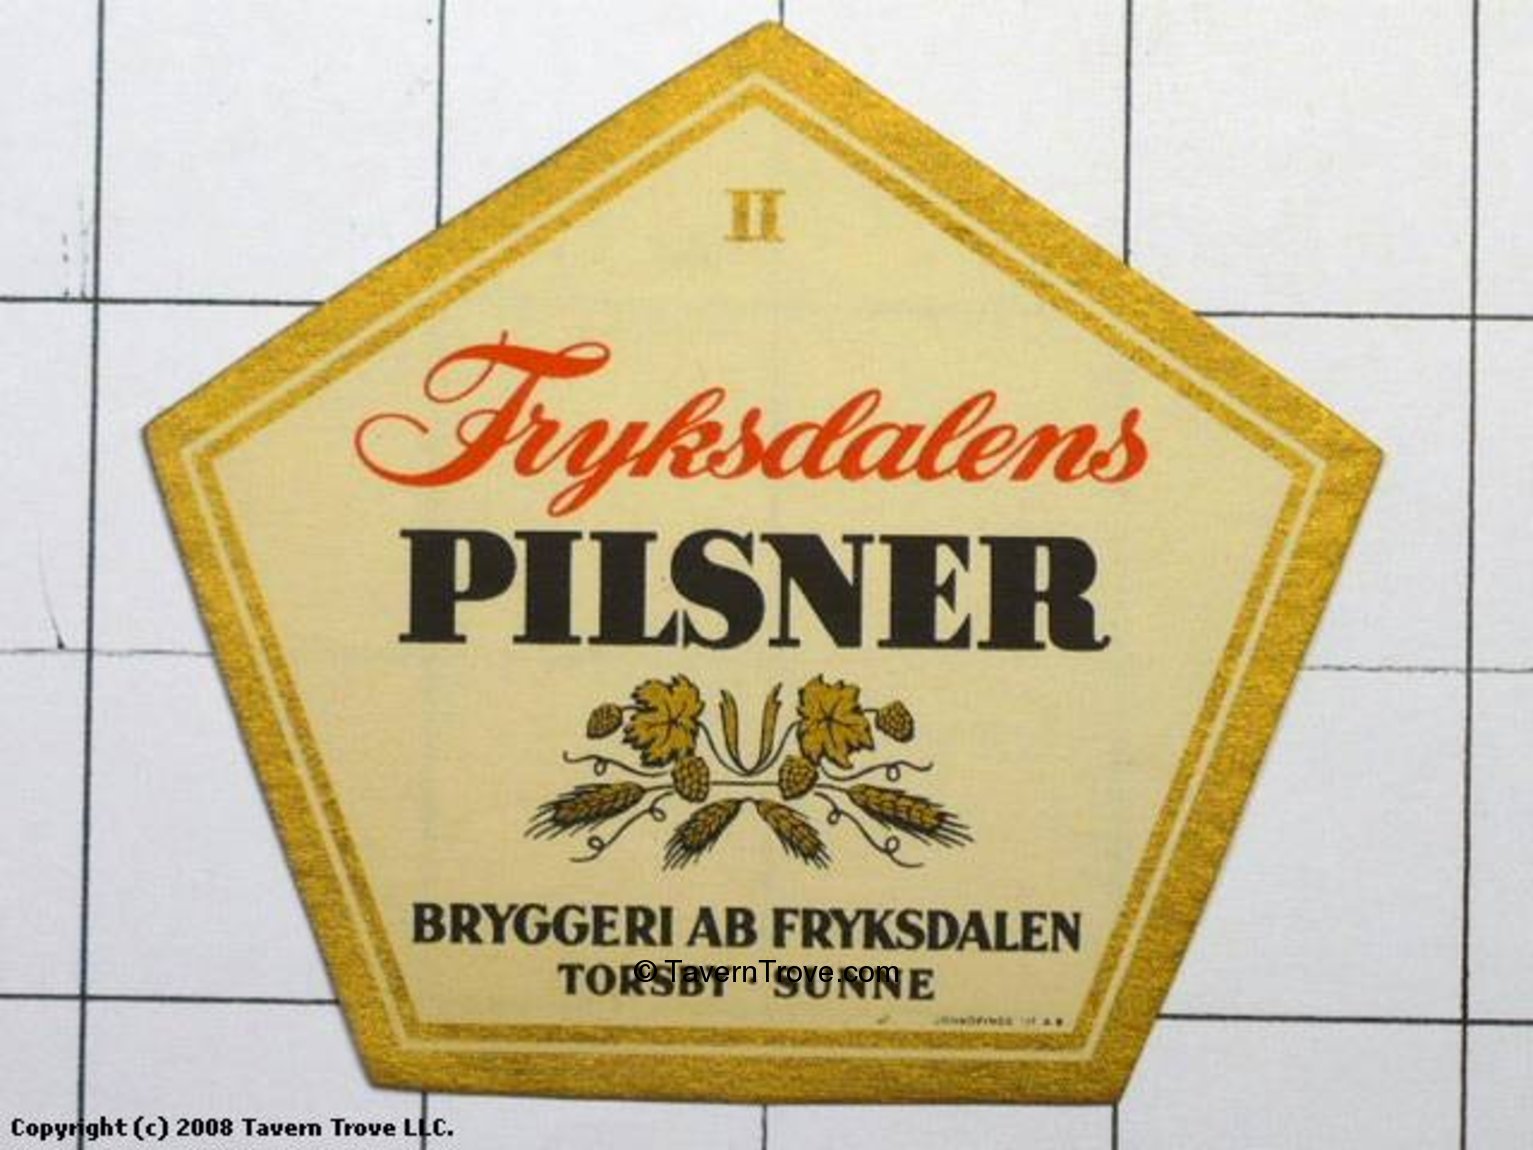 II
Fryksdalens
PILSNER
BRYGGERI AB FRYKSDALEN
© TavernTrove.com
TORSBY · SUNNE
Copyright (c) 2008 Tavern Trove LLC.